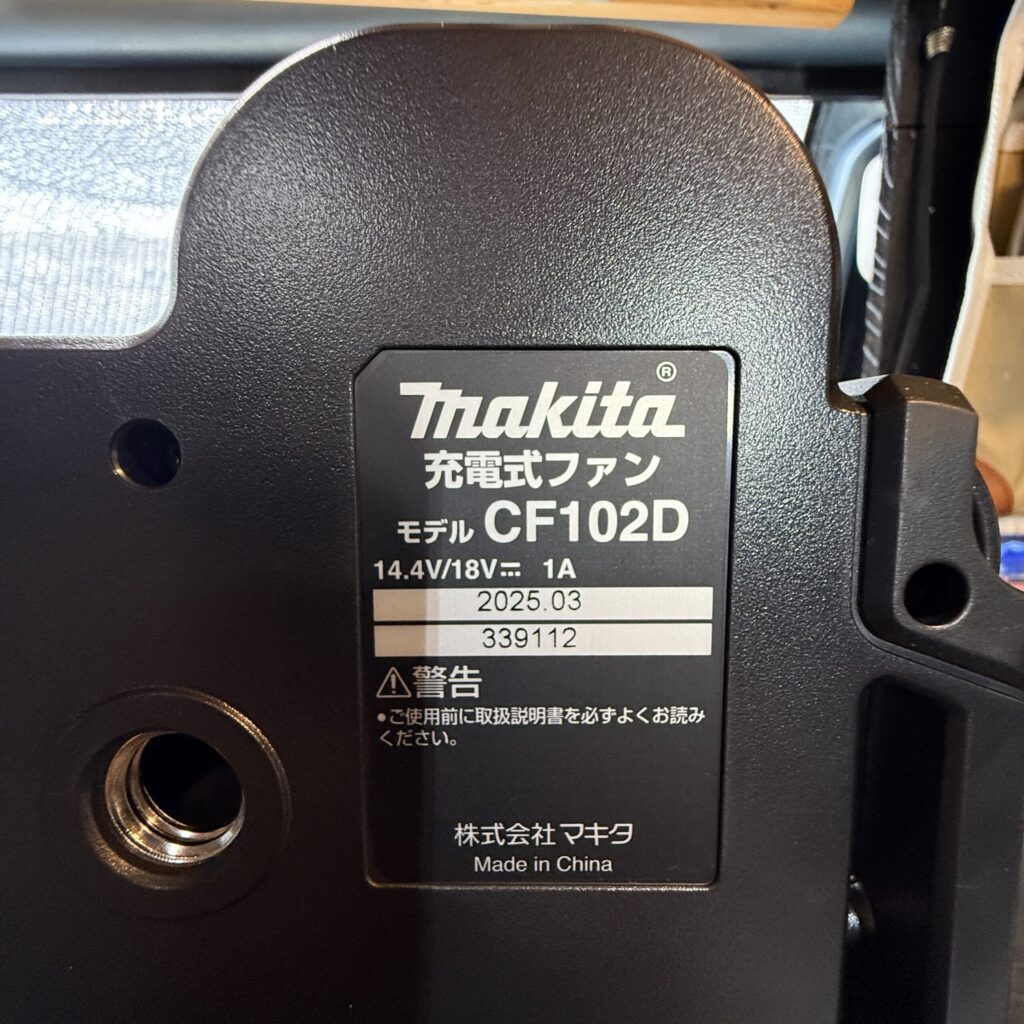 makita®
充電式ファン
モデル CF102D
14.4V/18V⎓ 1A
2025.03
339112
⚠警告
•ご使用前に取扱説明書を必ずよくお読み
ください。
株式会社マキタ
Made in China